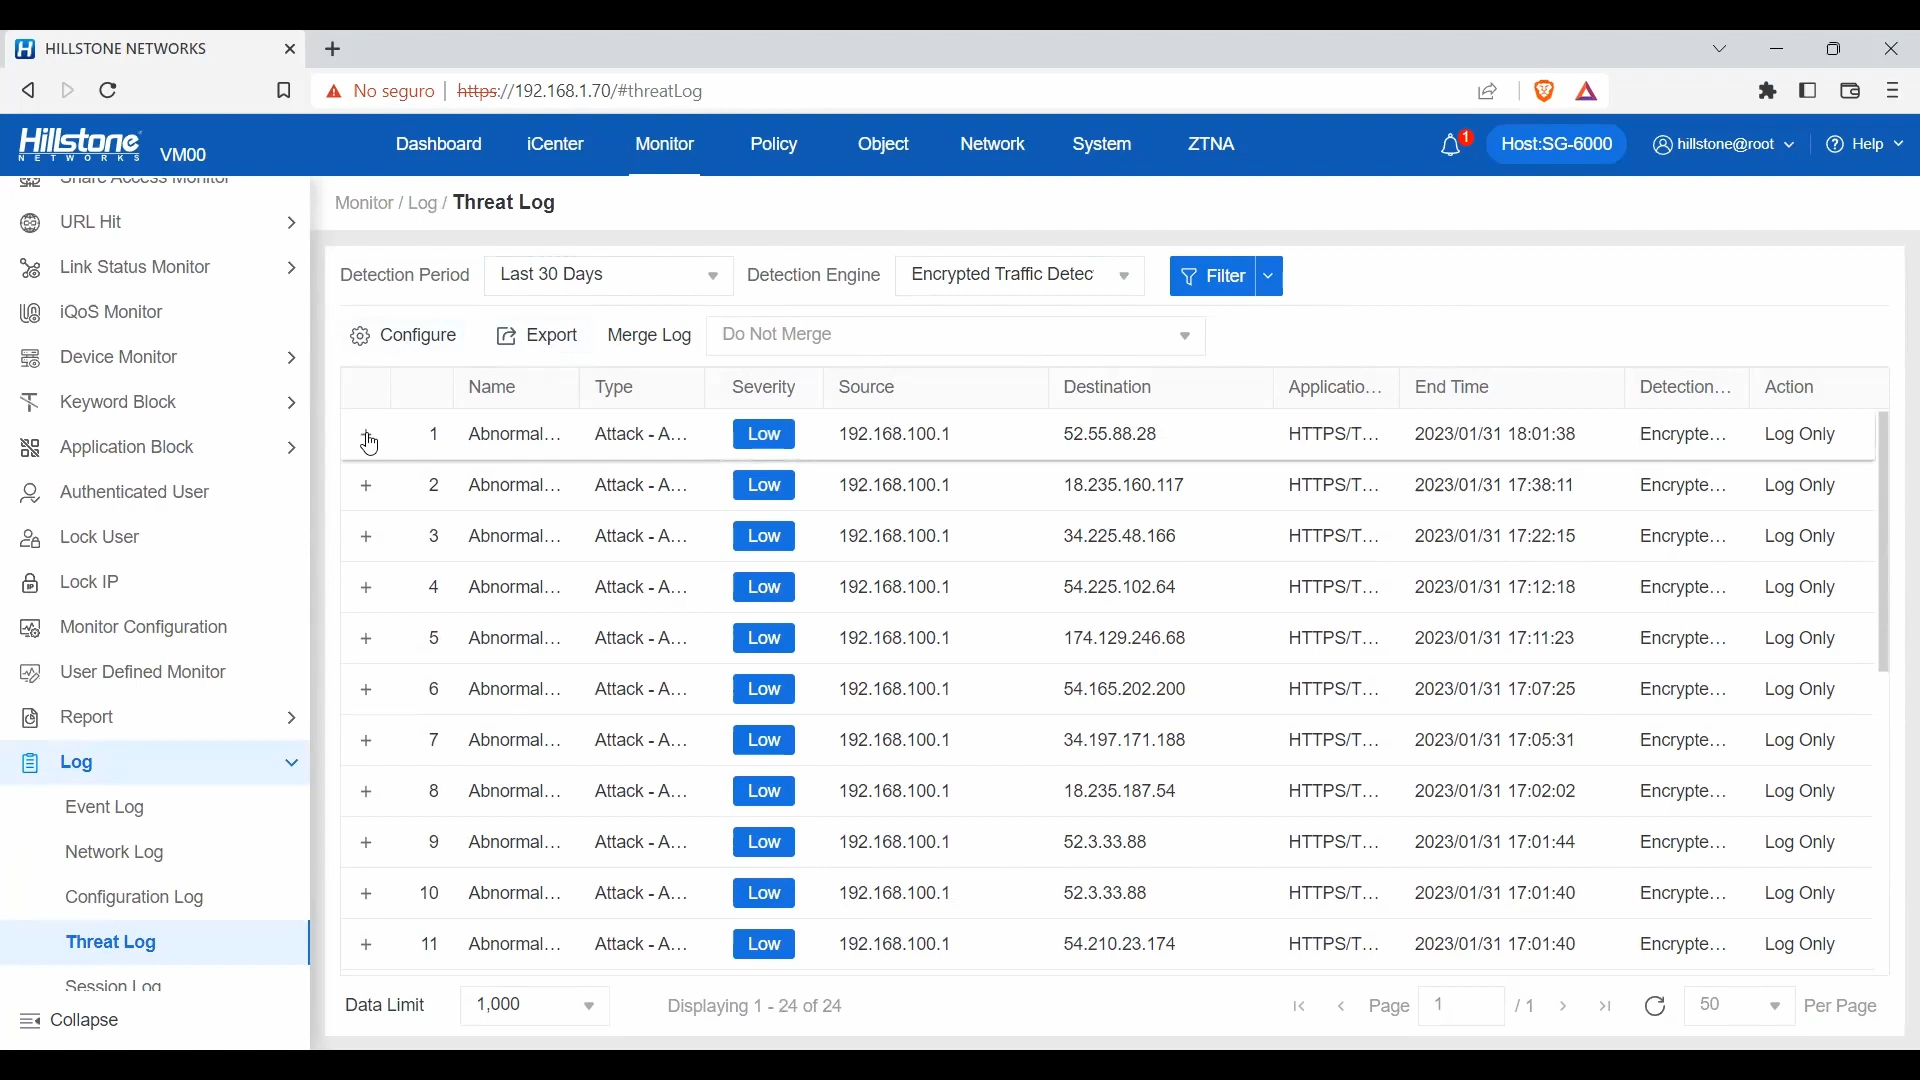 HILLSTONE NETWORKS
No seguro https://192.168.1.70/#threatLog
Hillstone NETWORKS VM00 Dashboard iCenter Monitor Policy Object Network System ZTNA 1 Host:SG-6000 hillstone@root Help
Share Access Monitor
URL Hit
Link Status Monitor
iQoS Monitor
Device Monitor
Keyword Block
Application Block
Authenticated User
Lock User
Lock IP
Monitor Configuration
User Defined Monitor
Report
Log
Event Log
Network Log
Configuration Log
Threat Log
Session Log
Collapse
Monitor / Log / Threat Log
Detection Period Last 30 Days Detection Engine Encrypted Traffic Detec Filter
Configure Export Merge Log Do Not Merge
Name Type Severity Source Destination Applicatio... End Time Detection... Action
1 Abnormal... Attack - A... Low 192.168.100.1 52.55.88.28 HTTPS/T... 2023/01/31 18:01:38 Encrypte... Log Only
+ 2 Abnormal... Attack - A... Low 192.168.100.1 18.235.160.117 HTTPS/T... 2023/01/31 17:38:11 Encrypte... Log Only
+ 3 Abnormal... Attack - A... Low 192.168.100.1 34.225.48.166 HTTPS/T... 2023/01/31 17:22:15 Encrypte... Log Only
+ 4 Abnormal... Attack - A... Low 192.168.100.1 54.225.102.64 HTTPS/T... 2023/01/31 17:12:18 Encrypte... Log Only
+ 5 Abnormal... Attack - A... Low 192.168.100.1 174.129.246.68 HTTPS/T... 2023/01/31 17:11:23 Encrypte... Log Only
+ 6 Abnormal... Attack - A... Low 192.168.100.1 54.165.202.200 HTTPS/T... 2023/01/31 17:07:25 Encrypte... Log Only
+ 7 Abnormal... Attack - A... Low 192.168.100.1 34.197.171.188 HTTPS/T... 2023/01/31 17:05:31 Encrypte... Log Only
+ 8 Abnormal... Attack - A... Low 192.168.100.1 18.235.187.54 HTTPS/T... 2023/01/31 17:02:02 Encrypte... Log Only
+ 9 Abnormal... Attack - A... Low 192.168.100.1 52.3.33.88 HTTPS/T... 2023/01/31 17:01:44 Encrypte... Log Only
+ 10 Abnormal... Attack - A... Low 192.168.100.1 52.3.33.88 HTTPS/T... 2023/01/31 17:01:40 Encrypte... Log Only
+ 11 Abnormal... Attack - A... Low 192.168.100.1 54.210.23.174 HTTPS/T... 2023/01/31 17:01:40 Encrypte... Log Only
Data Limit 1,000 Displaying 1 - 24 of 24 Page 1 / 1 50 Per Page